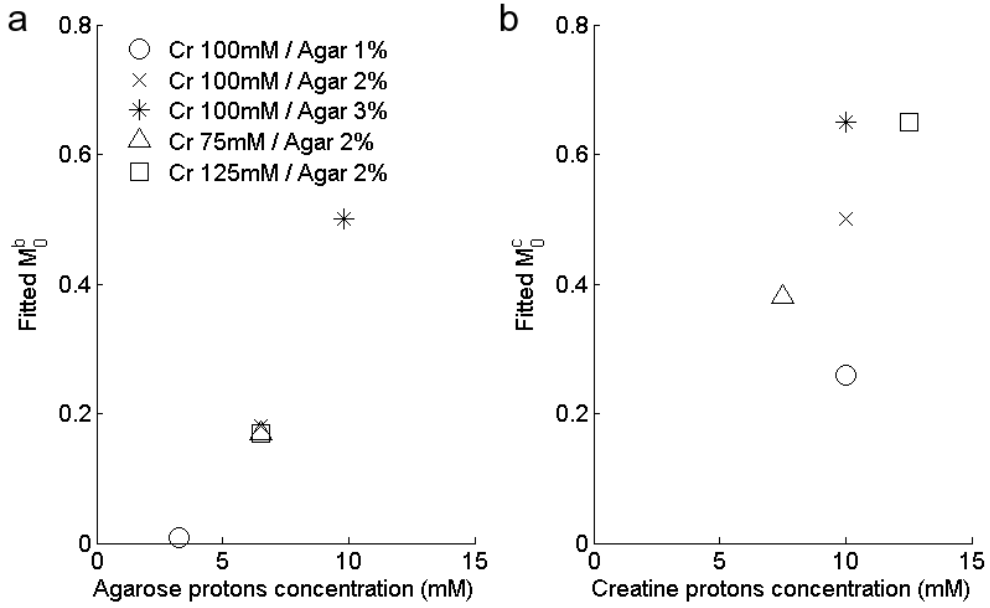 a
0.8
0.6
0.4
0.2
0
Fitted M₀ᵇ
Cr 100mM / Agar 1%
Cr 100mM / Agar 2%
Cr 100mM / Agar 3%
Cr 75mM / Agar 2%
Cr 125mM / Agar 2%
0 5 10 15
Agarose protons concentration (mM)
b
0.8
0.6
0.4
0.2
0
Fitted M₀ᶜ
0 5 10 15
Creatine protons concentration (mM)